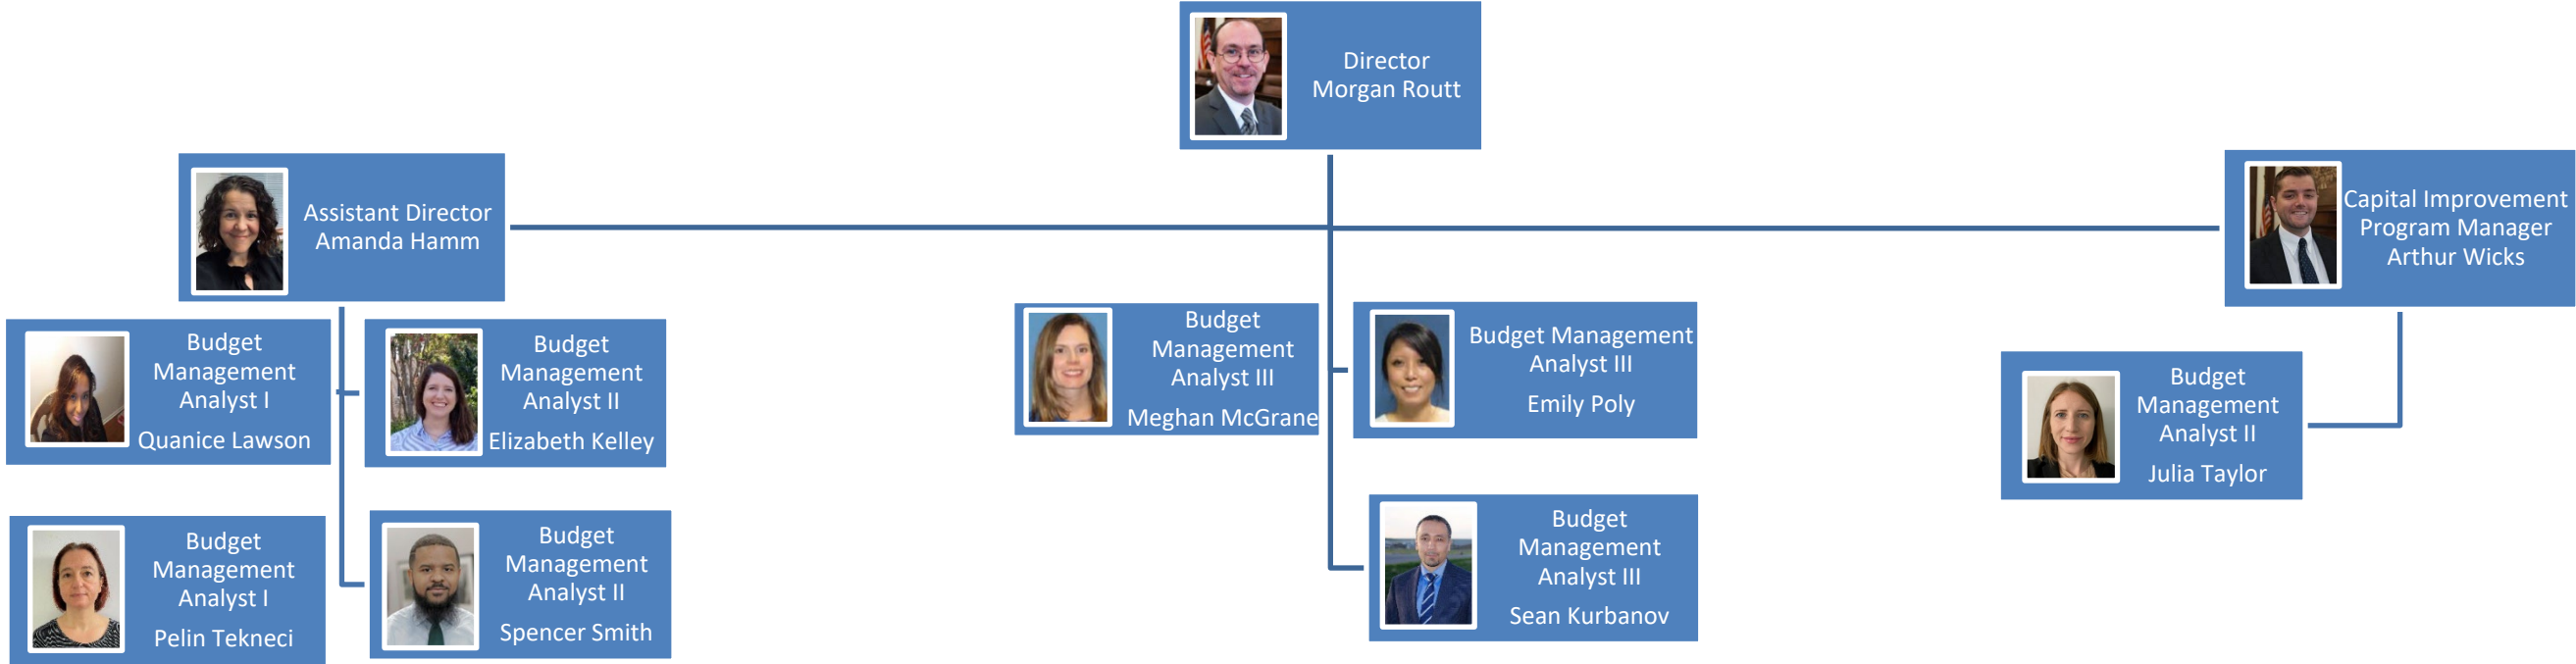 Director
Morgan Routt
Assistant Director
Amanda Hamm
Capital Improvement
Program Manager
Arthur Wicks
Budget
Management
Analyst I
Quanice Lawson
Budget
Management
Analyst II
Elizabeth Kelley
Budget
Management
Analyst III
Meghan McGrane
Budget Management
Analyst III
Emily Poly
Budget
Management
Analyst II
Julia Taylor
Budget
Management
Analyst I
Pelin Tekneci
Budget
Management
Analyst II
Spencer Smith
Budget
Management
Analyst III
Sean Kurbanov